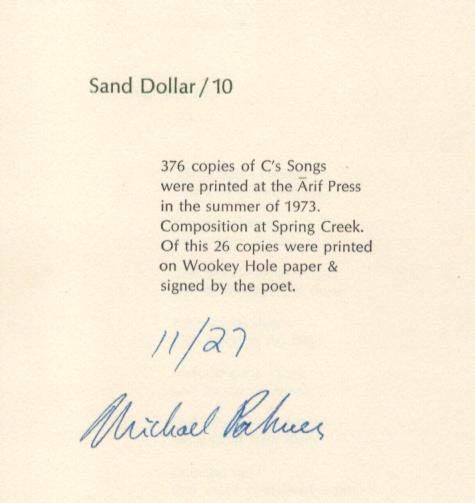 Sand Dollar/10
376 copies of C's Songs
were printed at the Ārif Press
in the summer of 1973.
Composition at Spring Creek.
Of this 26 copies were printed
on Wookey Hole paper &
signed by the poet.
11/27
Michael Palmer